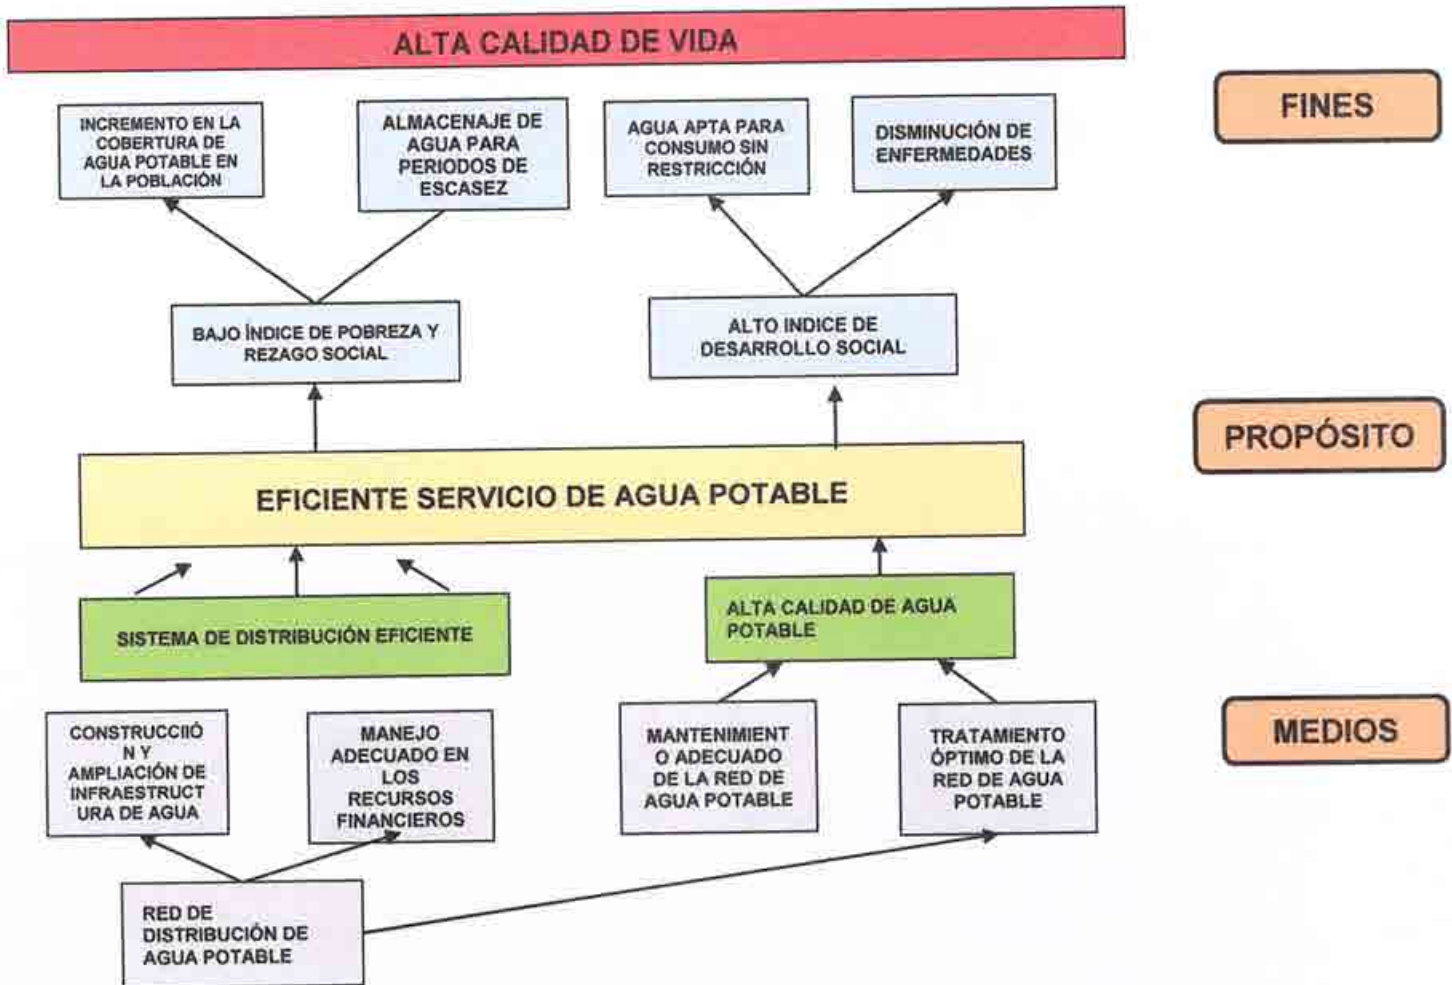 ALTA CALIDAD DE VIDA
FINES
INCREMENTO EN LA
COBERTURA DE
AGUA POTABLE EN
LA POBLACIÓN
ALMACENAJE DE
AGUA PARA
PERIODOS DE
ESCASEZ
AGUA APTA PARA
CONSUMO SIN
RESTRICCIÓN
DISMINUCIÓN DE
ENFERMEDADES
BAJO ÍNDICE DE POBREZA Y
REZAGO SOCIAL
ALTO INDICE DE
DESARROLLO SOCIAL
PROPÓSITO
EFICIENTE SERVICIO DE AGUA POTABLE
SISTEMA DE DISTRIBUCIÓN EFICIENTE
ALTA CALIDAD DE AGUA
POTABLE
MEDIOS
CONSTRUCCIIÓ
N Y
AMPLIACIÓN DE
INFRAESTRUCT
URA DE AGUA
MANEJO
ADECUADO EN
LOS
RECURSOS
FINANCIEROS
MANTENIMIENT
O ADECUADO
DE LA RED DE
AGUA POTABLE
TRATAMIENTO
ÓPTIMO DE LA
RED DE AGUA
POTABLE
RED DE
DISTRIBUCIÓN DE
AGUA POTABLE